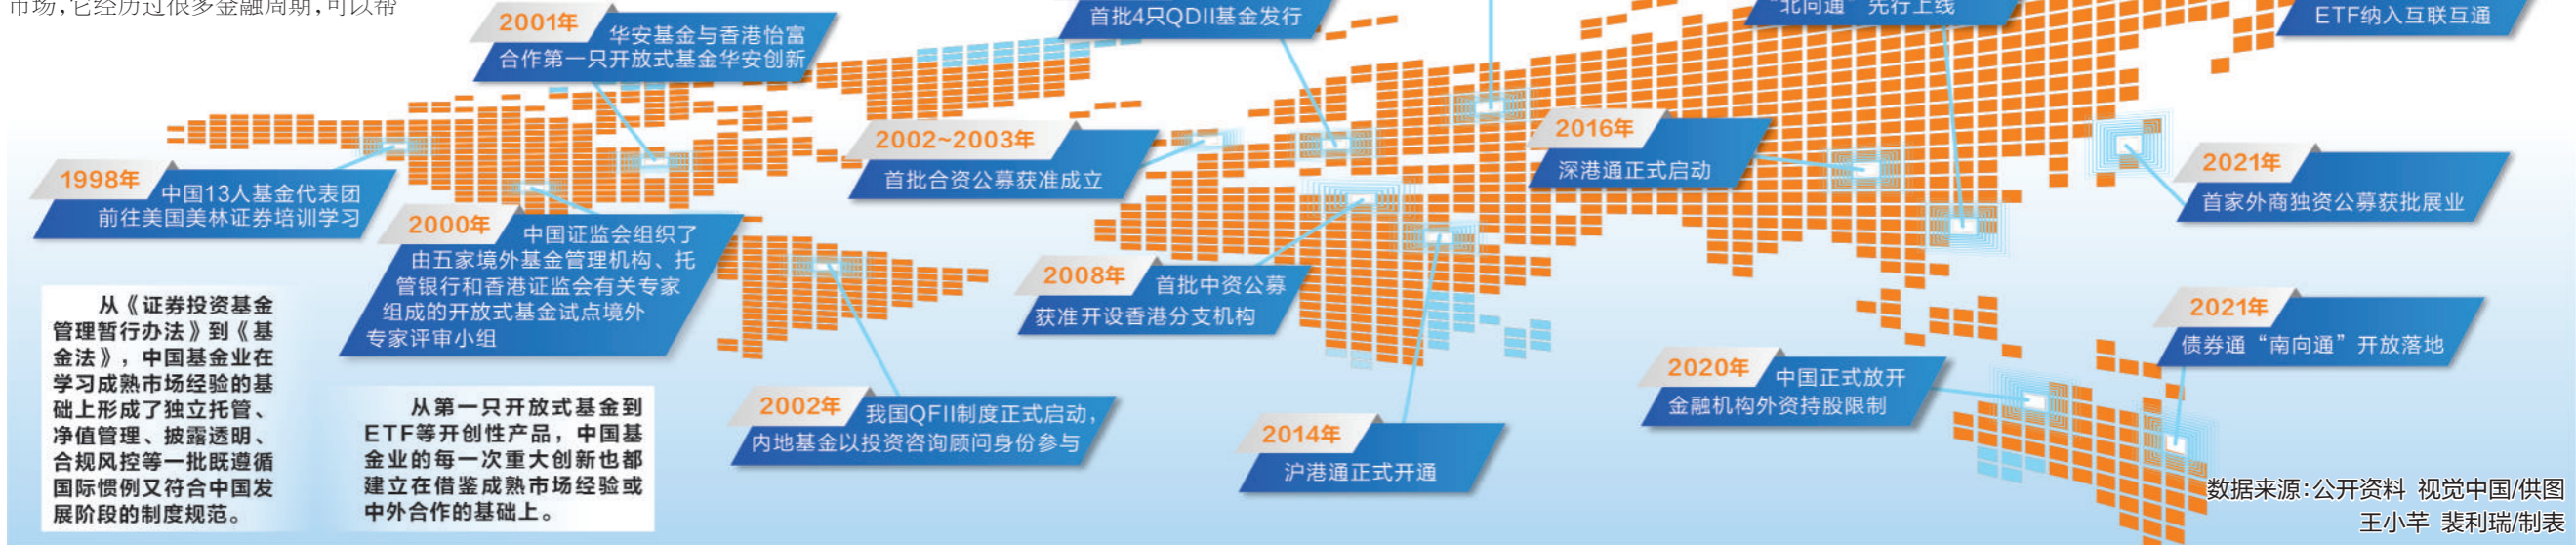 市场,它经历过很多金融周期,可以帮
2001年
华安基金与香港怡富
合作第一只开放式基金华安创新
首批4只QDII基金发行
“北向通”先行上线
ETF纳入互联互通
1998年
中国13人基金代表团
前往美国美林证券培训学习
2000年
中国证监会组织了
由五家境外基金管理机构、托
管银行和香港证监会有关专家
组成的开放式基金试点境外
专家评审小组
2002~2003年
首批合资公募获准成立
2016年
深港通正式启动
2021年
首家外商独资公募获批展业
2008年
首批中资公募
获准开设香港分支机构
2021年
债券通“南向通”开放落地
2020年
中国正式放开
金融机构外资持股限制
2002年
我国QFII制度正式启动,
内地基金以投资咨询顾问身份参与
2014年
沪港通正式开通
从《证券投资基金
管理暂行办法》到《基
金法》，中国基金业在
学习成熟市场经验的基
础上形成了独立托管、
净值管理、披露透明、
合规风控等一批既遵循
国际惯例又符合中国发
展阶段的制度规范。
从第一只开放式基金到
ETF等开创性产品，中国基
金业的每一次重大创新也都
建立在借鉴成熟市场经验或
中外合作的基础上。
数据来源:公开资料 视觉中国/供图
王小芊 裴利瑞/制表